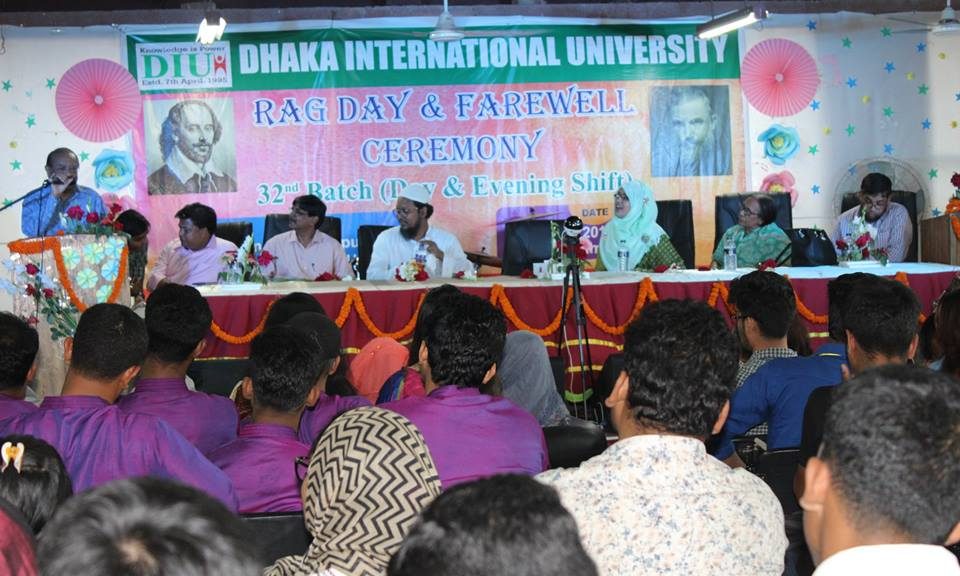 Knowledge is Power
DIU
Estd. 7th April, 1995
DHAKA INTERNATIONAL UNIVERSITY
RAG DAY & FAREWELL
CEREMONY
32nd Batch (Day & Evening Shift)
DATE